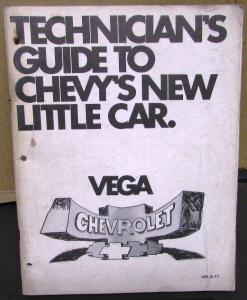 TECHNICIAN'S
GUIDE TO
CHEVY'S NEW
LITTLE CAR.
VEGA
CHEVROLET